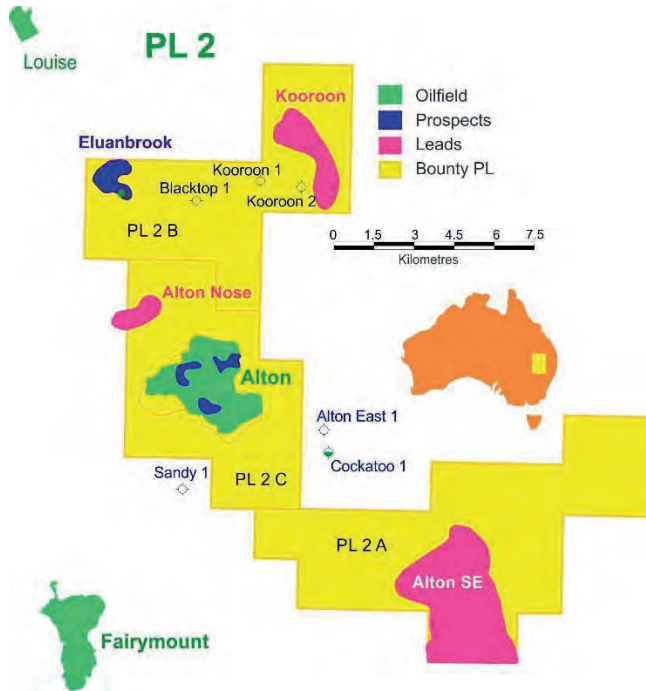 PL 2
Louise
Kooroon
Oilfield
Prospects
Leads
Bounty PL
Eluanbrook
Kooroon 1
Blacktop 1
Kooroon 2
PL 2 B
0 1.5 3 4.5 6 7.5
Kilometres
Alton Nose
Alton
Alton East 1
Cockatoo 1
Sandy 1
PL 2 C
PL 2 A
Alton SE
Fairymount